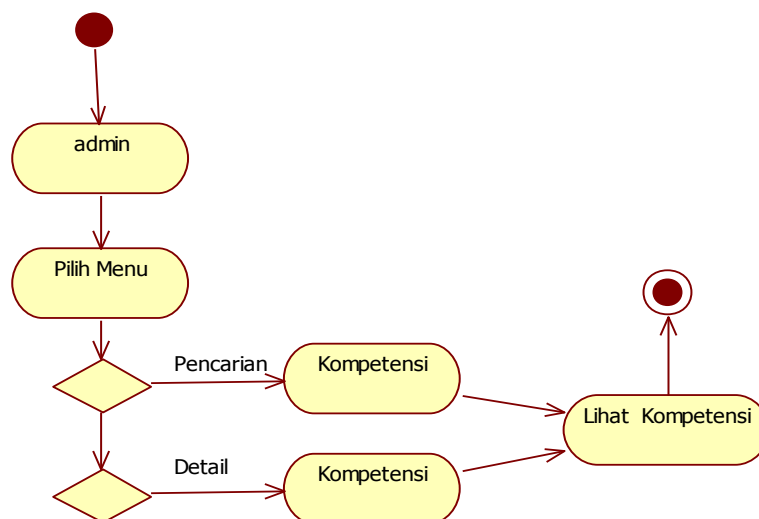 admin
Pilih Menu
Pencarian
Kompetensi
Lihat  Kompetensi
Detail
Kompetensi